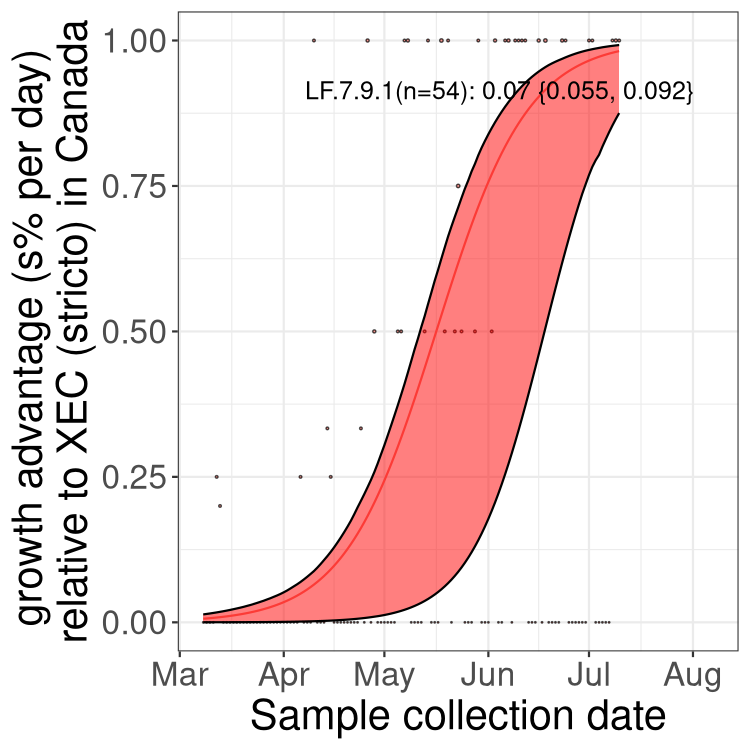 growth advantage (s% per day)
relative to XEC (stricto) in Canada
1.00
0.75
0.50
0.25
0.00
LF.7.9.1(n=54): 0.07 {0.055, 0.092}
Mar Apr May Jun Jul Aug
Sample collection date